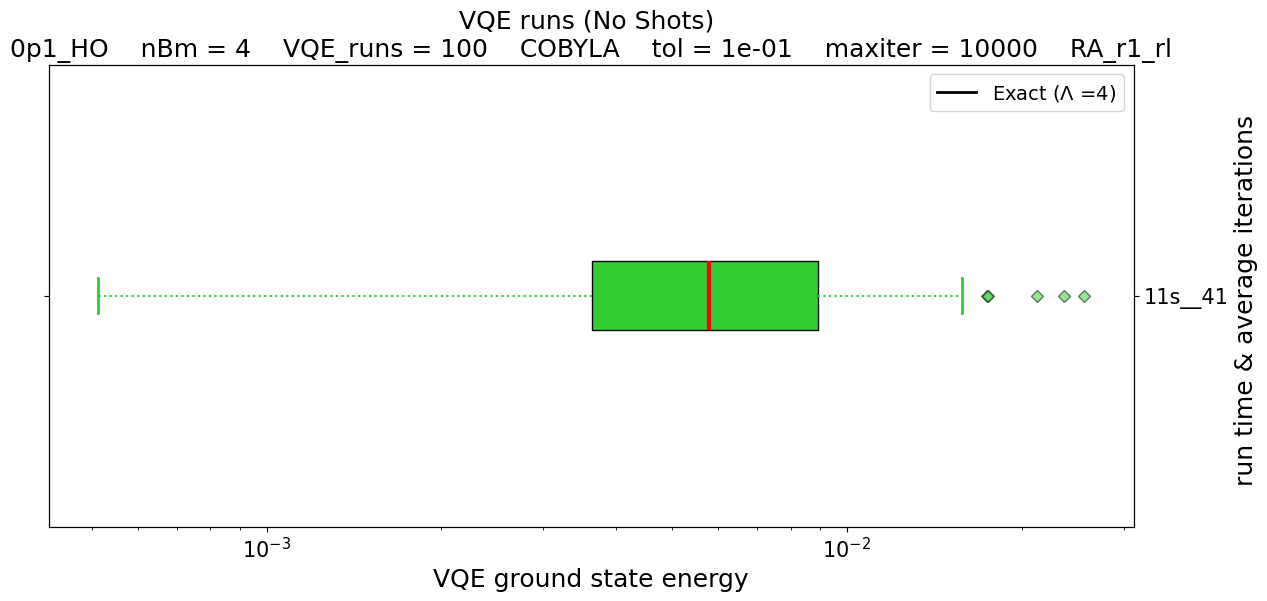 VQE runs (No Shots)
0p1_HO nBm = 4 VQE_runs = 100 COBYLA tol = 1e-01 maxiter = 10000 RA_r1_rl
Exact (Λ =4)
11s__41
run time & average iterations
10⁻³ 10⁻²
VQE ground state energy